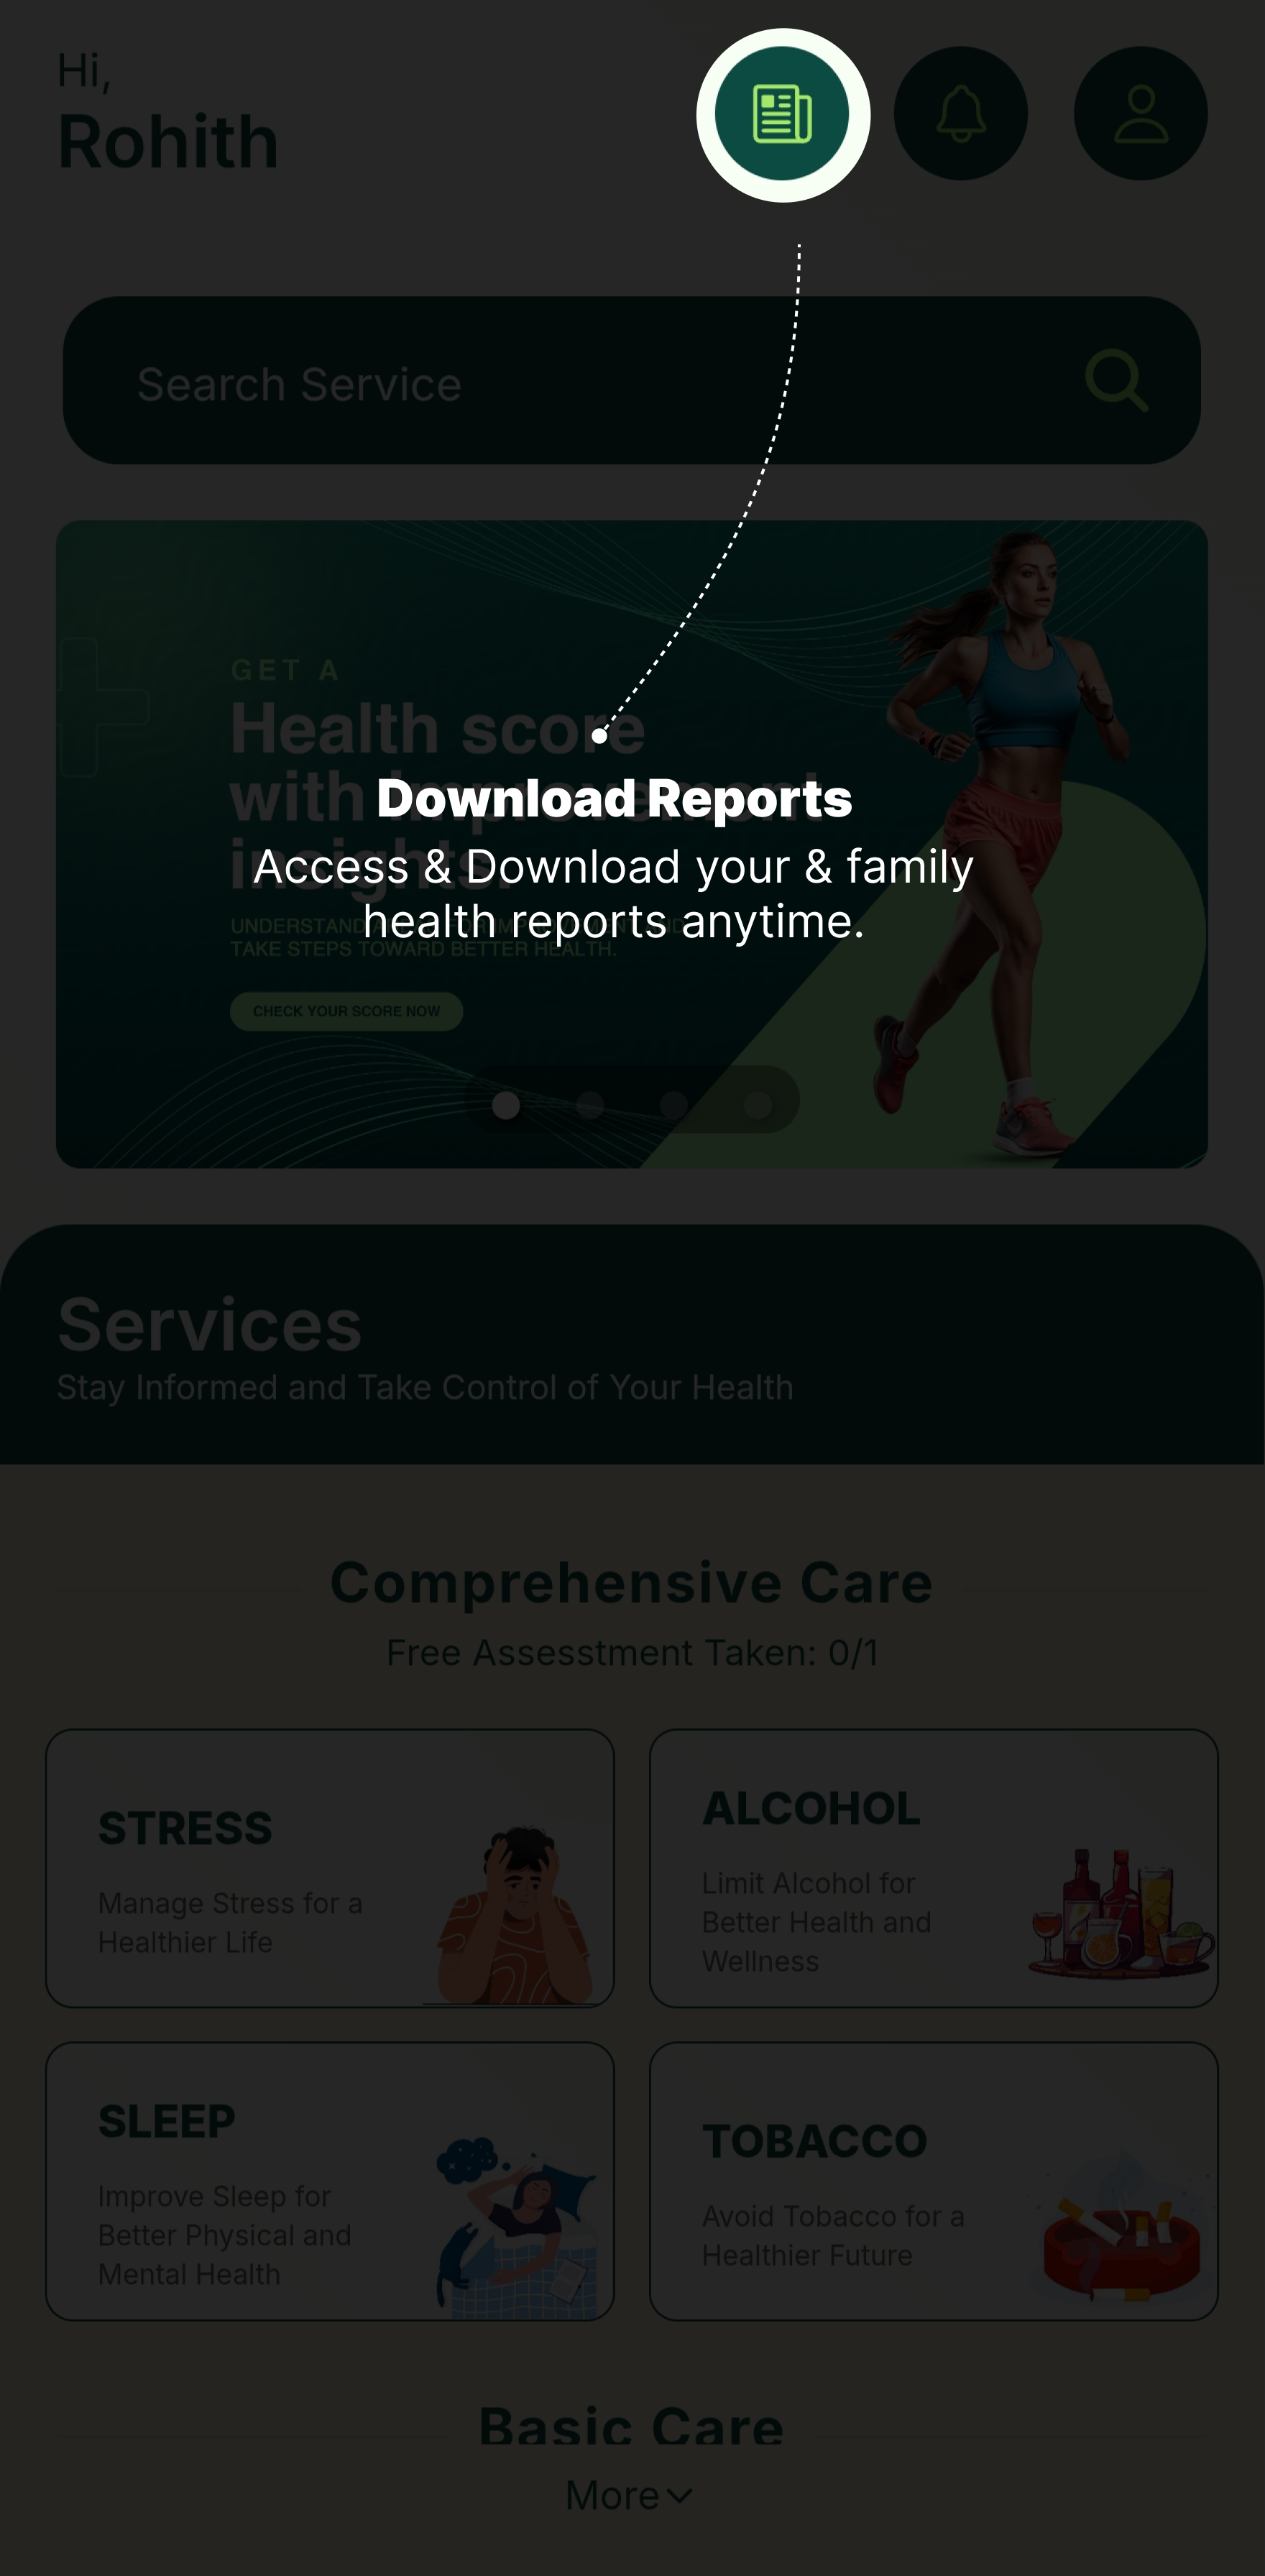 Hi,
Rohith
Search Service
GET A
Health score
with improvement
insights.
Download Reports
Access & Download your & family
health reports anytime.
UNDERSTAND
TAKE STEPS TOWARD BETTER HEALTH.
CHECK YOUR SCORE NOW
Services
Stay Informed and Take Control of Your Health
Comprehensive Care
Free Assesstment Taken: 0/1
STRESS
Manage Stress for a
Healthier Life
ALCOHOL
Limit Alcohol for
Better Health and
Wellness
SLEEP
Improve Sleep for
Better Physical and
Mental Health
TOBACCO
Avoid Tobacco for a
Healthier Future
Basic Care
More